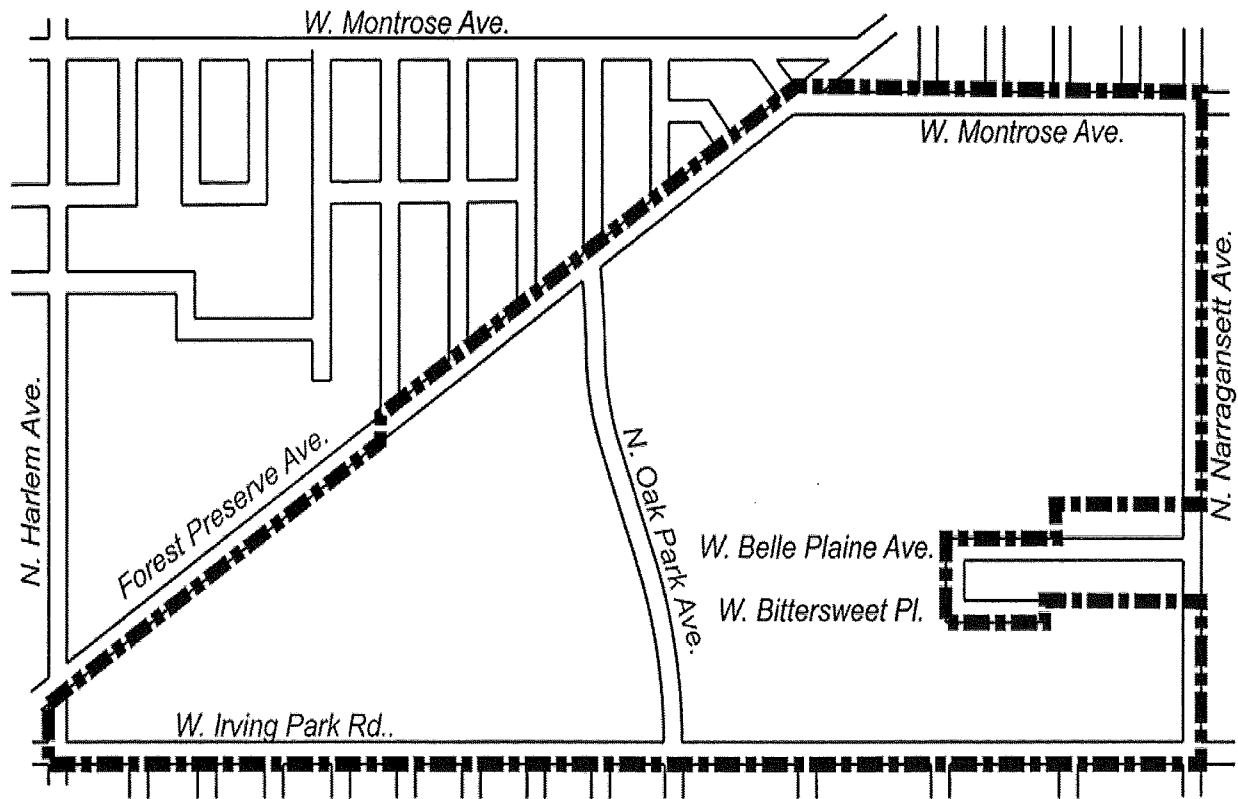 W. Montrose Ave.
W. Montrose Ave.
N. Narragansett Ave.
N. Harlem Ave.
Forest Preserve Ave.
N. Oak Park Ave.
W. Belle Plaine Ave.
W. Bittersweet Pl.
W. Irving Park Rd..